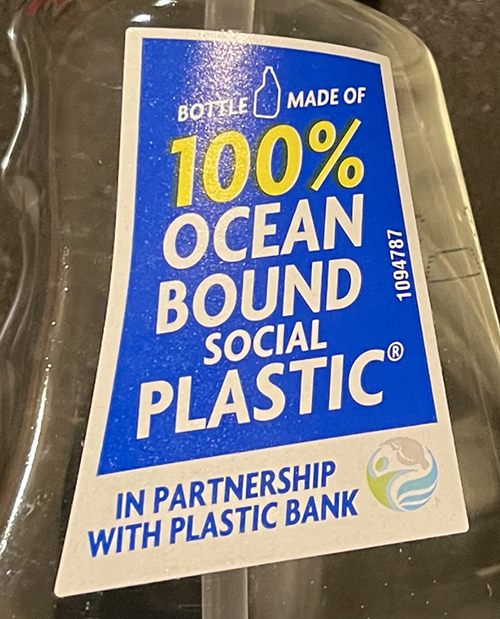 BOTTLE MADE OF
100%
OCEAN
BOUND
SOCIAL
PLASTIC®
1094787
IN PARTNERSHIP
WITH PLASTIC BANK